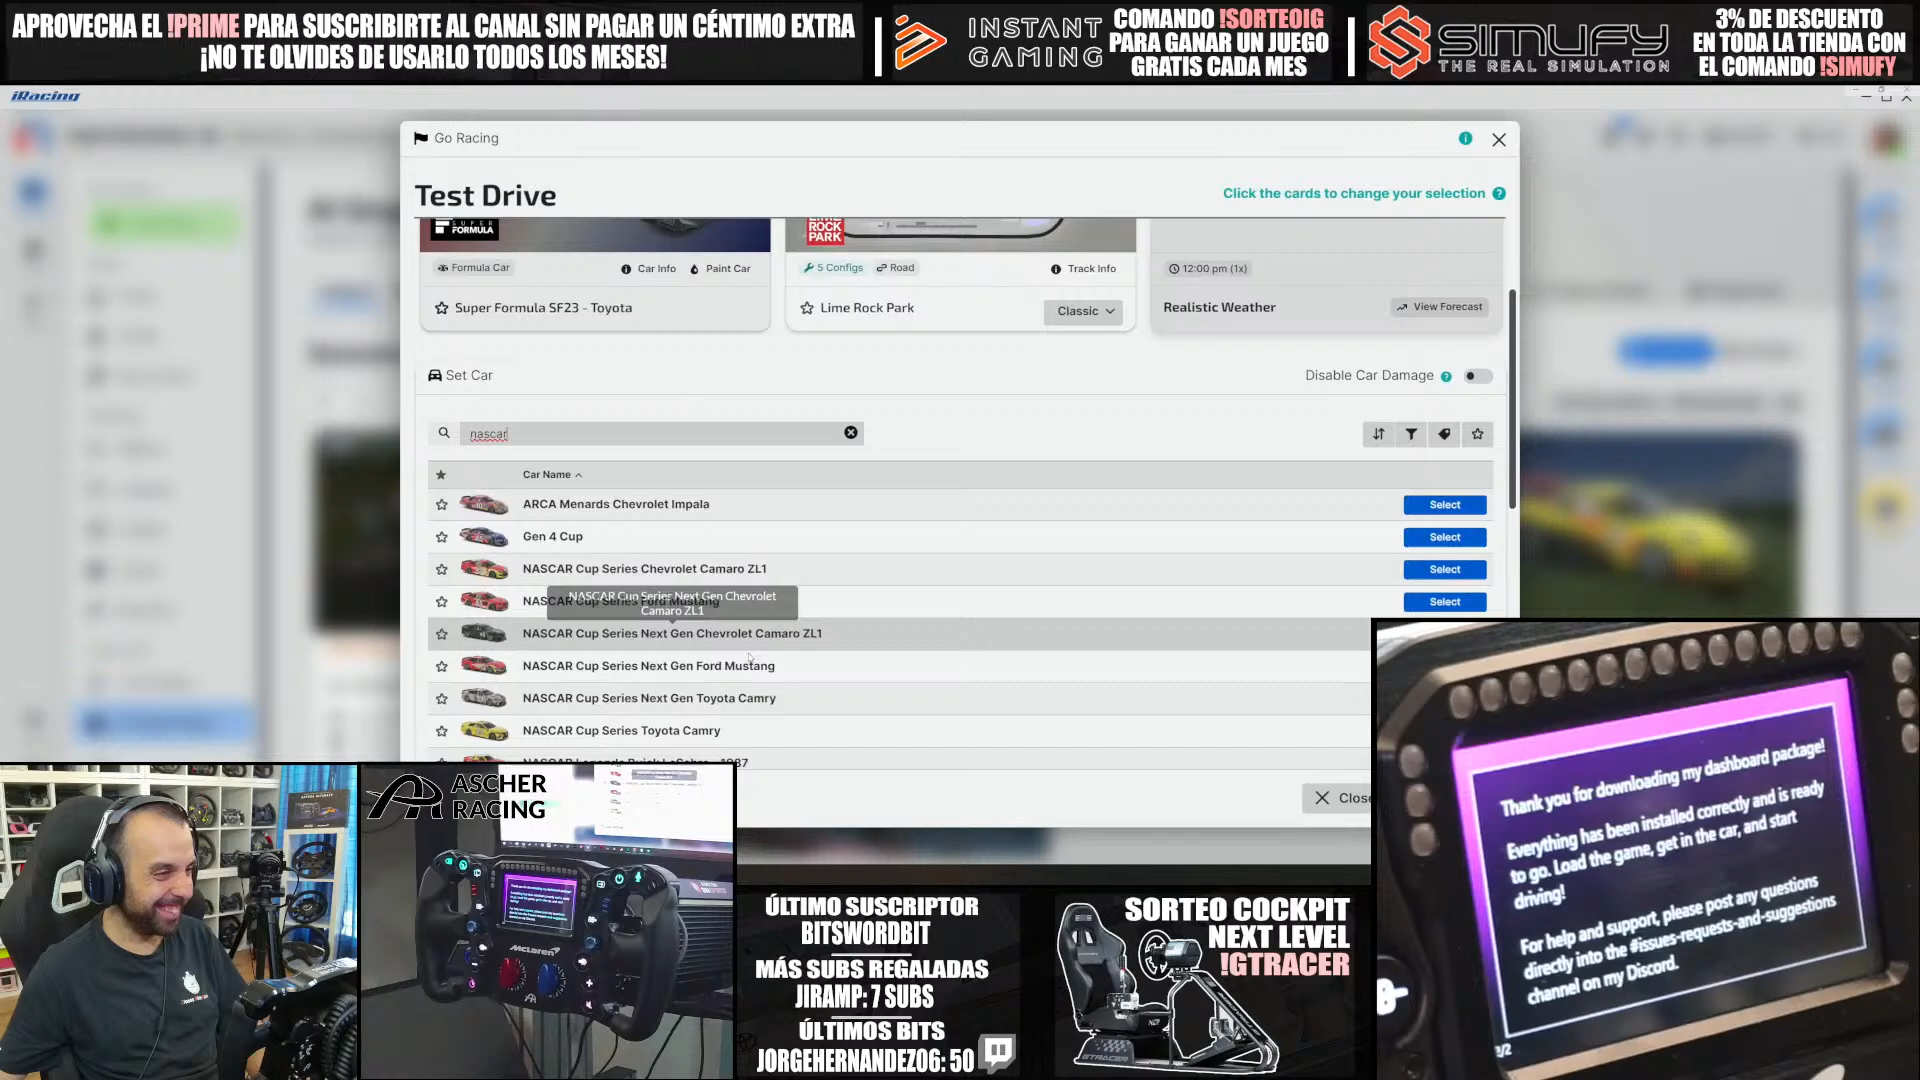 APROVECHA EL !PRIME PARA SUSCRIBIRTE AL CANAL SIN PAGAR UN CÉNTIMO EXTRA
¡NO TE OLVIDES DE USARLO TODOS LOS MESES!
INSTANT
GAMING
COMANDO !SORTEOIG
PARA GANAR UN JUEGO
GRATIS CADA MES
SIMUFY
THE REAL SIMULATION
3% DE DESCUENTO
EN TODA LA TIENDA CON
EL COMANDO !SIMUFY
iRacing
Go Racing
Test Drive
Click the cards to change your selection
SUPER
FORMULA
ROCK
PARK
Formula Car
Car Info
Paint Car
5 Configs
Road
Track Info
12:00 pm (1x)
Super Formula SF23 - Toyota
Lime Rock Park
Classic
Realistic Weather
View Forecast
Set Car
Disable Car Damage
nascar
Car Name
ARCA Menards Chevrolet Impala
Select
Gen 4 Cup
Select
NASCAR Cup Series Chevrolet Camaro ZL1
Select
NASCAR Cup Series Next Gen Chevrolet
Camaro ZL1
NASCAR Cup Series Ford Mustang
Select
NASCAR Cup Series Next Gen Chevrolet Camaro ZL1
NASCAR Cup Series Next Gen Ford Mustang
NASCAR Cup Series Next Gen Toyota Camry
NASCAR Cup Series Toyota Camry
Close
ASCHER
RACING
McLaren
ÚLTIMO SUSCRIPTOR
BITSWORDBIT
MÁS SUBS REGALADAS
JIRAMP: 7 SUBS
ÚLTIMOS BITS
JORGEHERNANDEZ06: 50
SORTEO COCKPIT
NEXT LEVEL
!GTRACER
GTRACER
Thank you for downloading my dashboard package!
Everything has been installed correctly and is ready
to go. Load the game, get in the car, and start
driving!
For help and support, please post any questions
directly into the #issues-requests-and-suggestions
channel on my Discord.
2/2